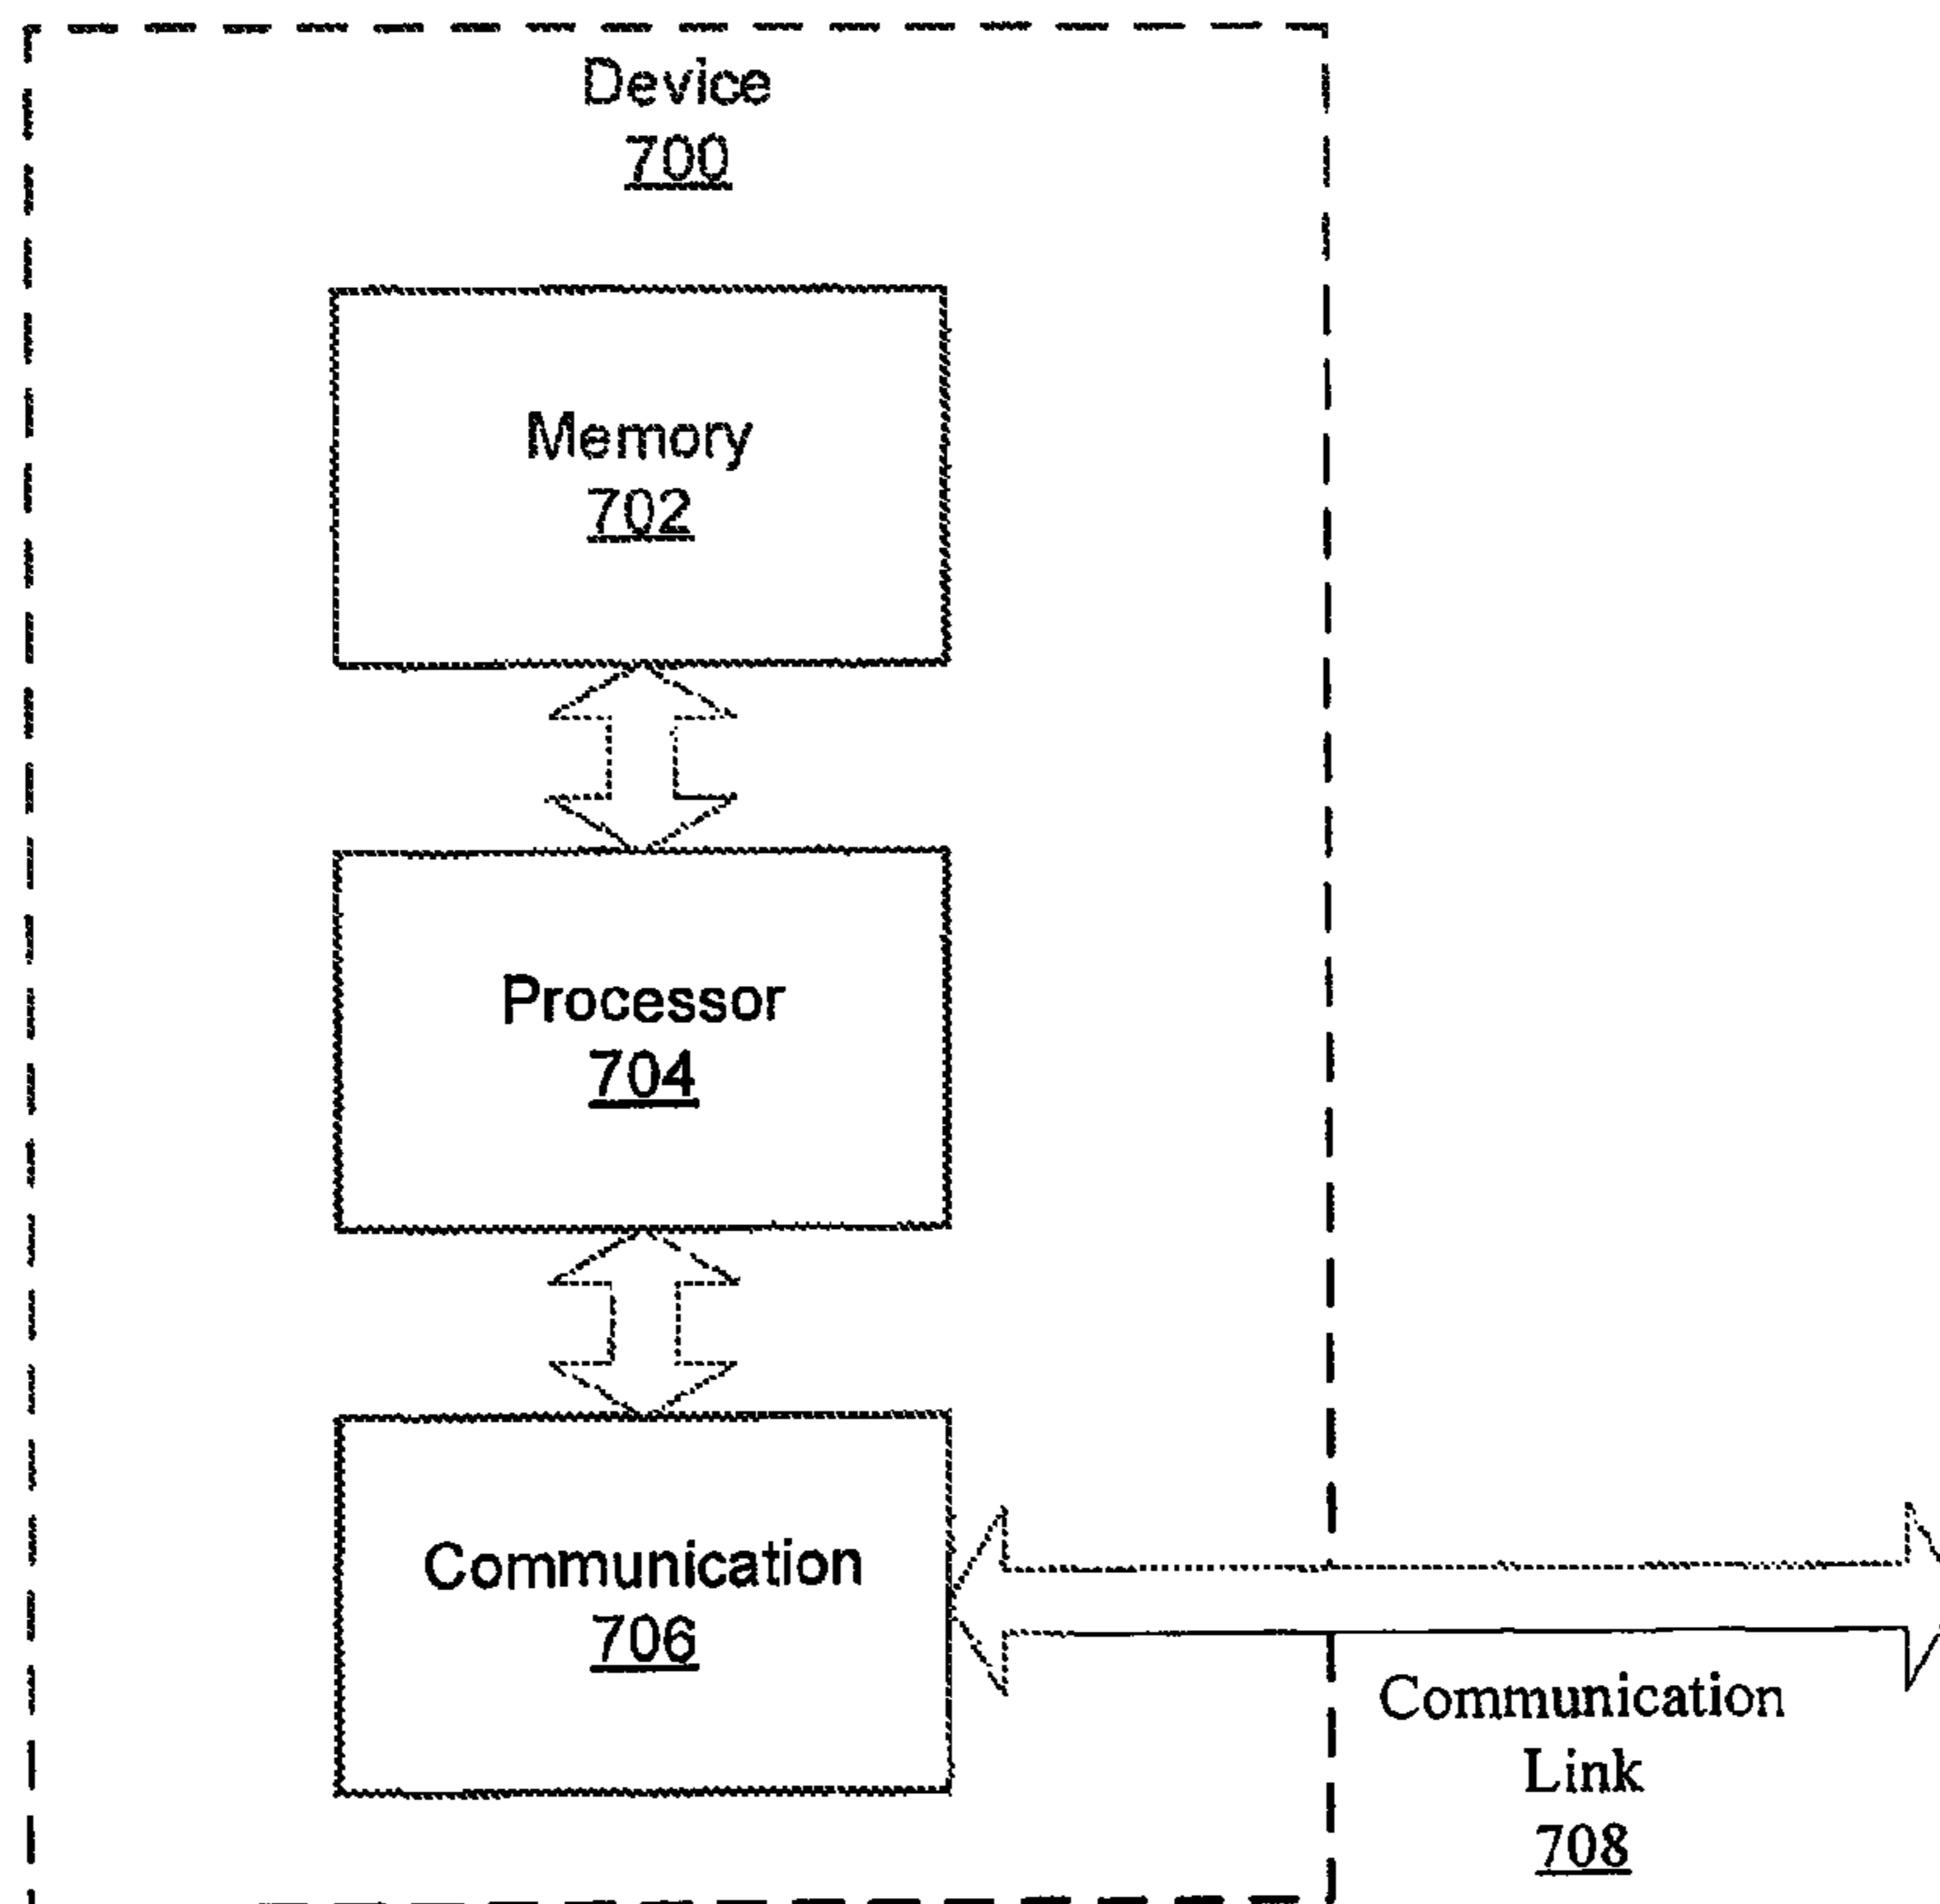 Device
700
Memory
702
Processor
704
Communication
706
Communication
Link
708